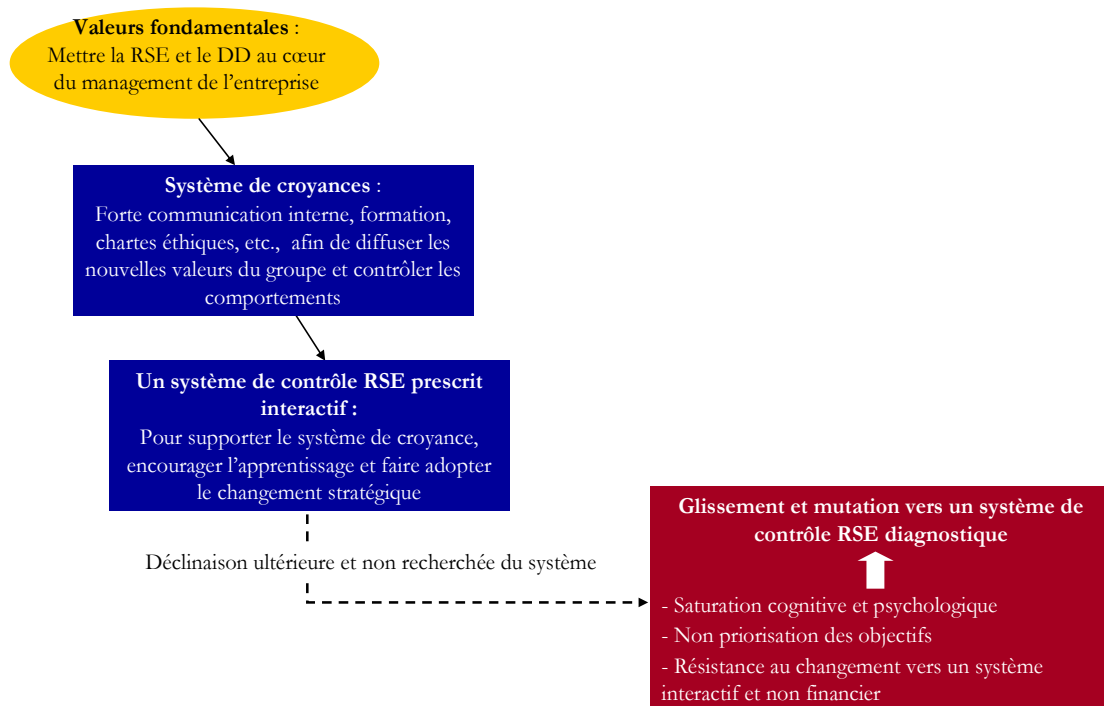 Valeurs fondamentales :
Mettre la RSE et le DD au cœur
du management de l’entreprise
Système de croyances :
Forte communication interne, formation,
chartes éthiques, etc., afin de diffuser les
nouvelles valeurs du groupe et contrôler les
comportements
Un système de contrôle RSE prescrit
interactif :
Pour supporter le système de croyance,
encourager l’apprentissage et faire adopter
le changement stratégique
Déclinaison ultérieure et non recherchée du système
Glissement et mutation vers un système de
contrôle RSE diagnostique
- Saturation cognitive et psychologique
- Non priorisation des objectifs
- Résistance au changement vers un système
interactif et non financier